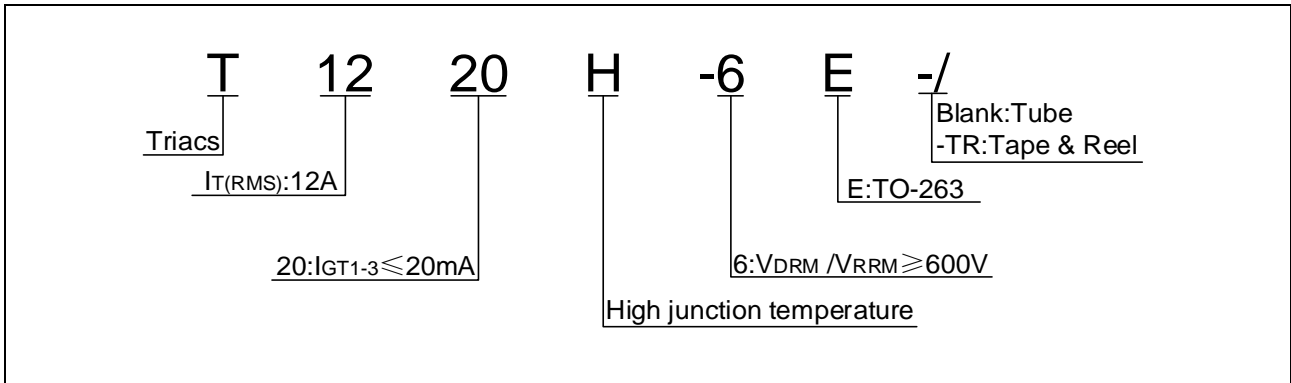 T 12 20 H -6 E -/
Blank:Tube
Triacs
-TR:Tape & Reel
IT(RMS):12A
E:TO-263
20:IGT1-3≤20mA
6:VDRM /VRRM≥600V
High junction temperature